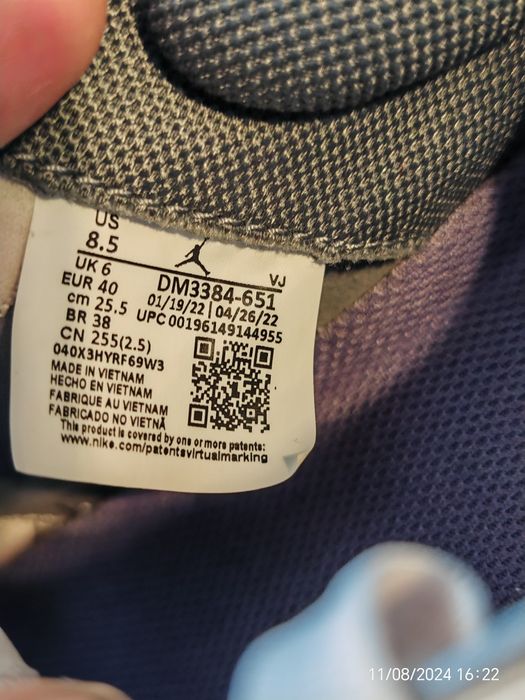 US
8.5
VJ
UK 6
DM3384-651
EUR 40
01/19/22 | 04/26/22
cm 25.5
UPC 00196149144955
BR 38
CN 255(2.5)
040X3HYRF69W3
MADE IN VIETNAM
HECHO EN VIETNAM
FABRIQUE AU VIETNAM
FABRICADO NO VIETNÃ
This product is covered by one or more patents:
www.nike.com/patentsvirtualmarking
11/08/2024 16:22